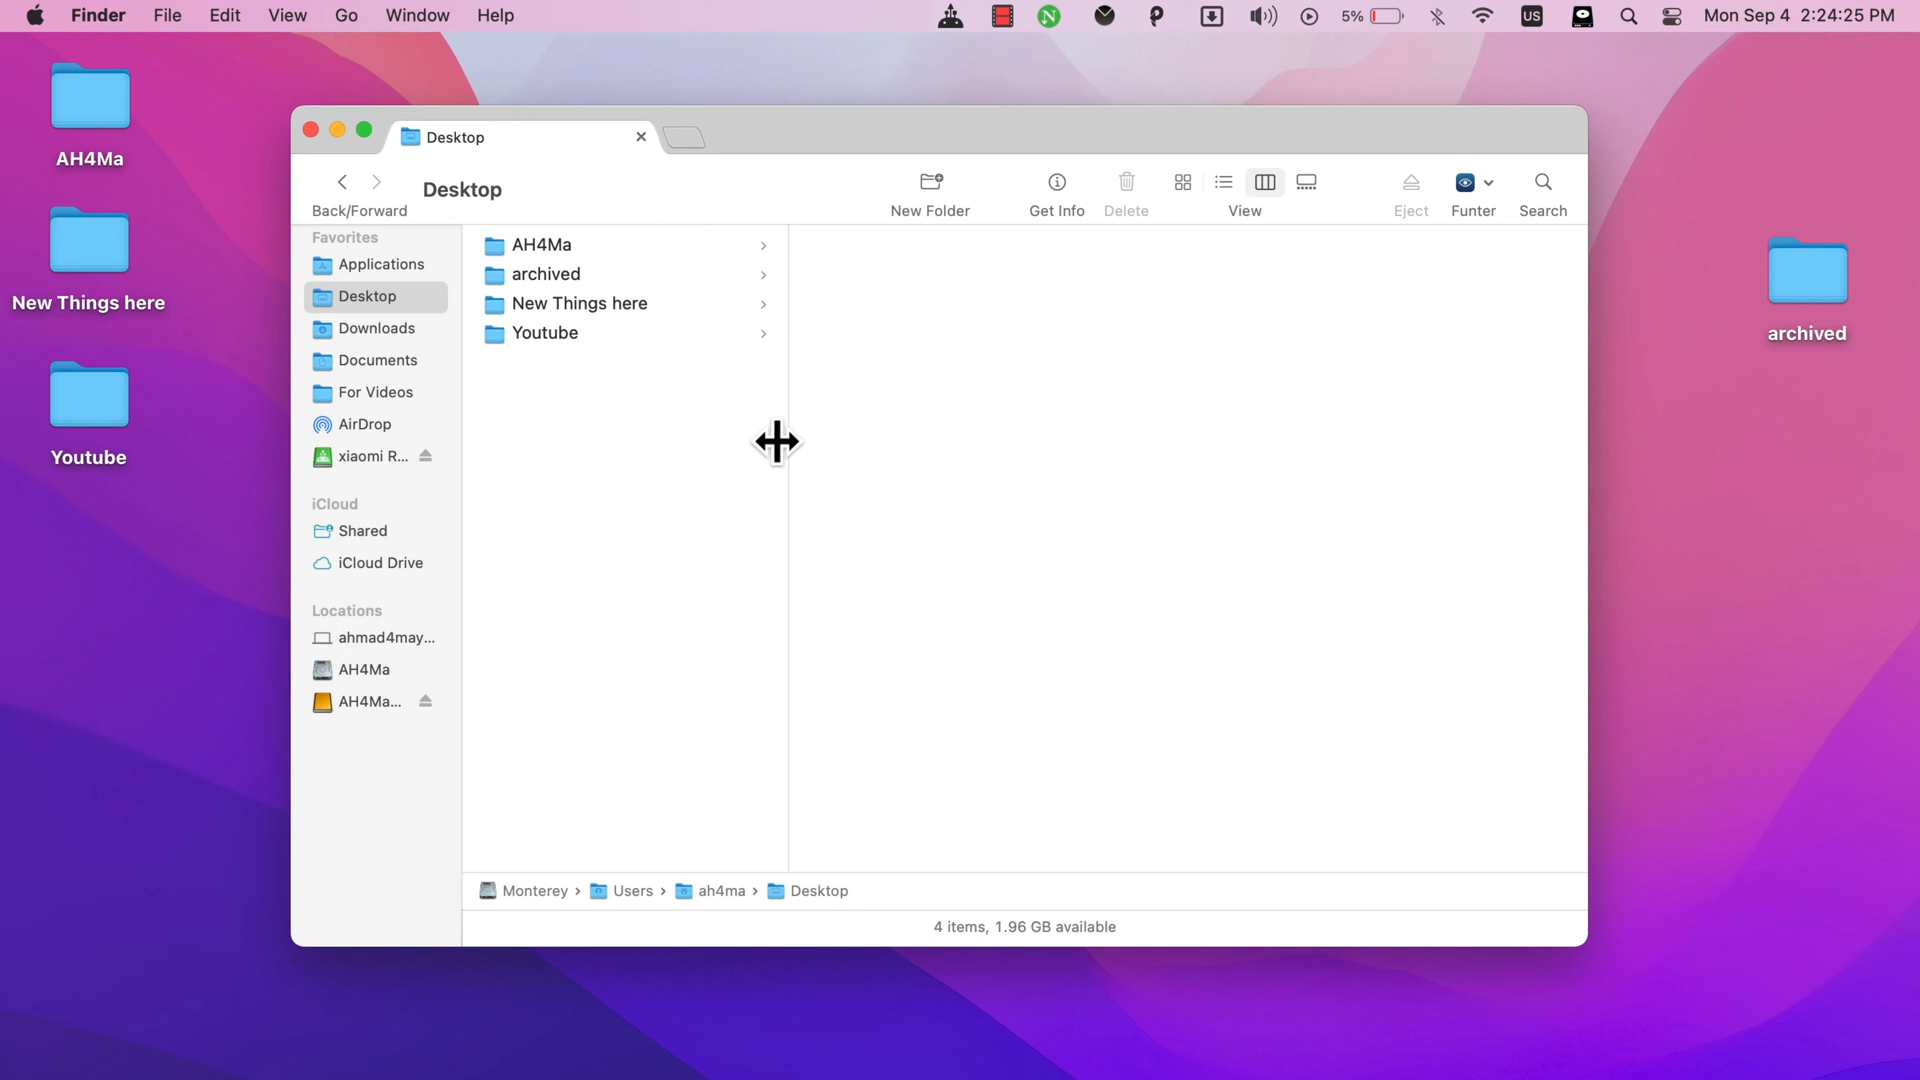 Finder File Edit View Go Window Help N 5% US Mon Sep 4 2:24:25 PM
AH4Ma
New Things here
Youtube
archived
Desktop
Back/Forward
Desktop
New Folder
Get Info
Delete
View
Eject
Funter
Search
Favorites
Applications
Desktop
Downloads
Documents
For Videos
AirDrop
xiaomi R...
iCloud
Shared
iCloud Drive
Locations
ahmad4may...
AH4Ma
AH4Ma...
AH4Ma
archived
New Things here
Youtube
Monterey › Users › ah4ma › Desktop
4 items, 1.96 GB available